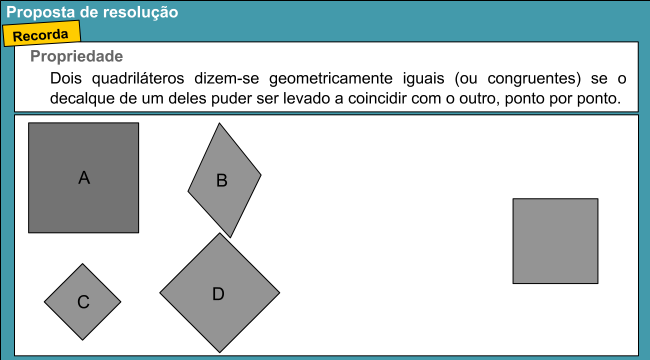 Proposta de resolução
Recorda
Propriedade
Dois quadriláteros dizem-se geometricamente iguais (ou congruentes) se o
decalque de um deles puder ser levado a coincidir com o outro, ponto por ponto.
A
B
C
D